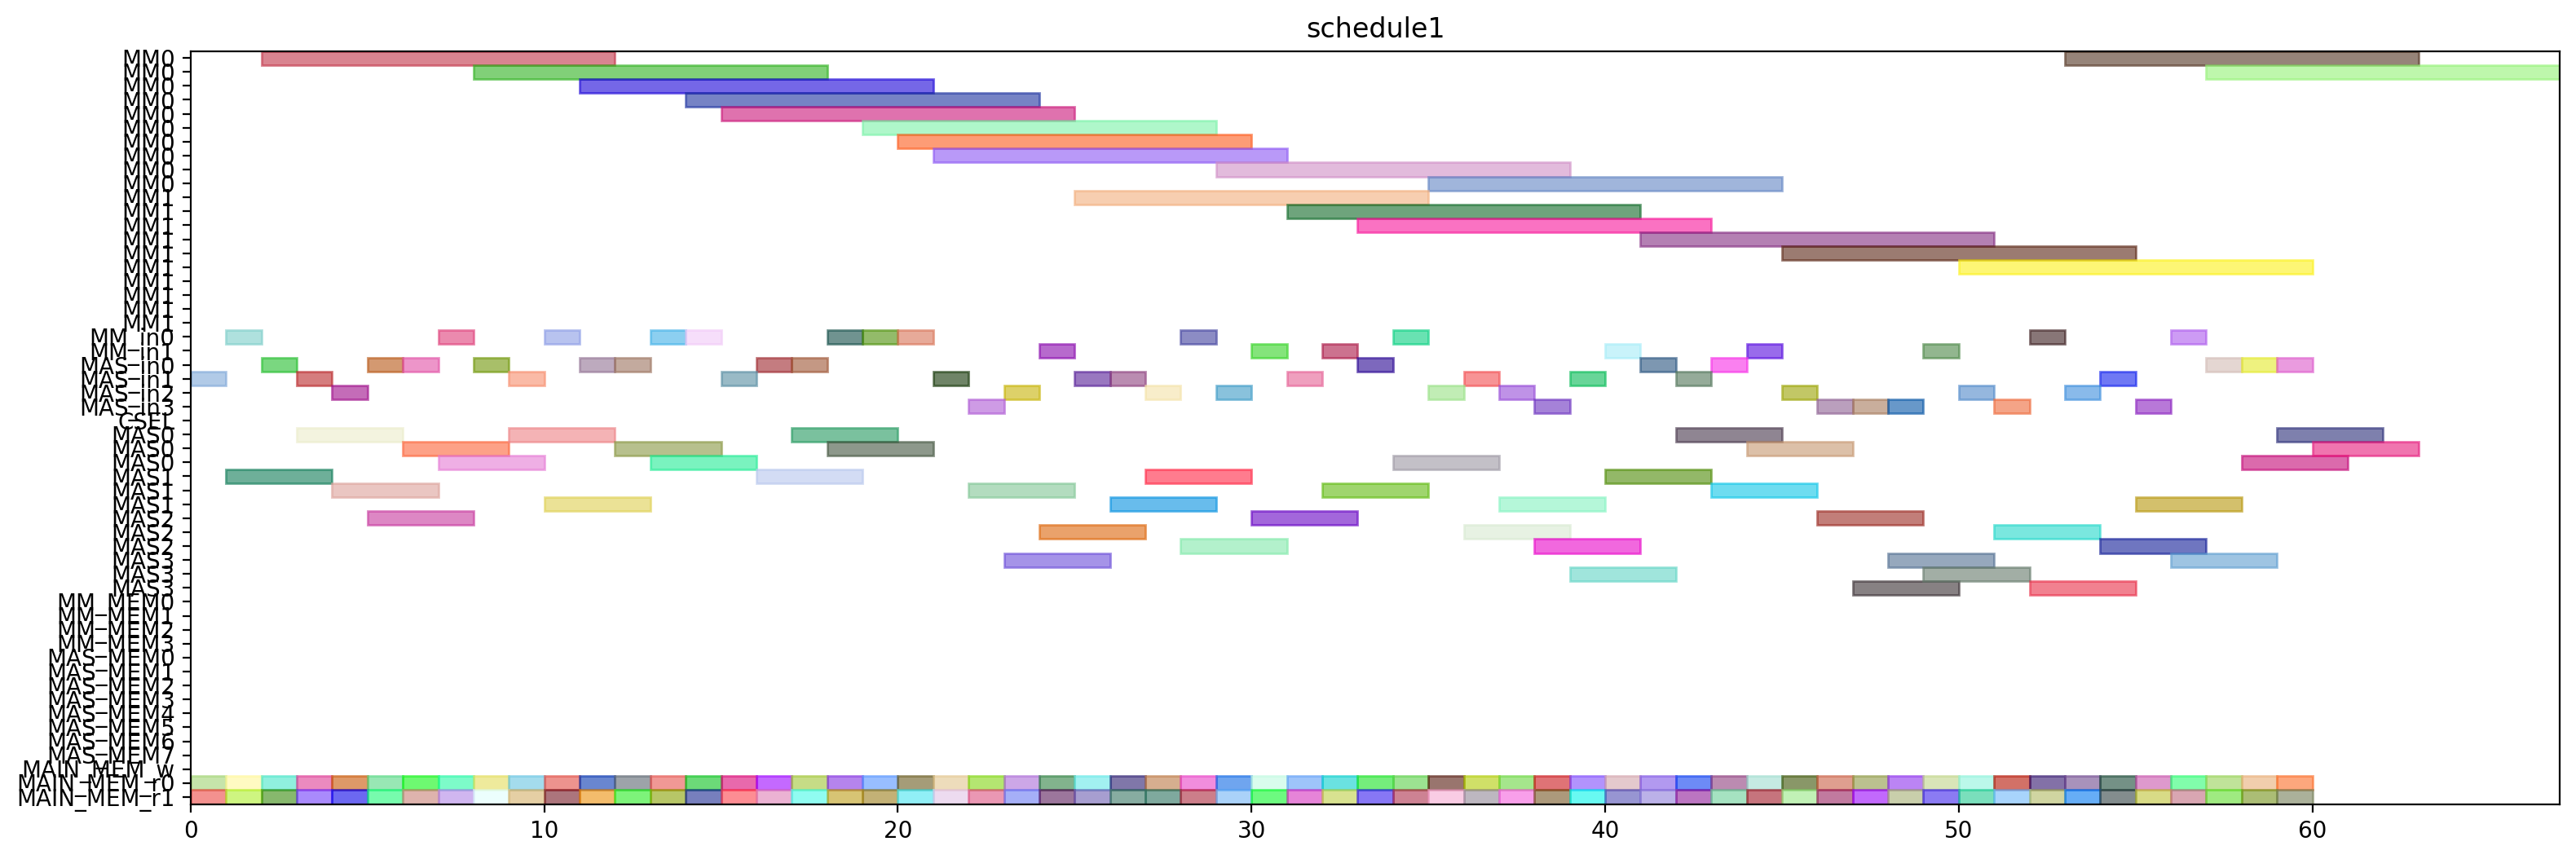 schedule1
MM0
MM0
MM0
MM0
MM0
MM0
MM0
MM0
MM0
MM0
MM1
MM1
MM1
MM1
MM1
MM1
MM1
MM1
MM1
MM1
MM_in0
MM_in1
MAS_in0
MAS_in1
MAS_in2
MAS_in3
CSEL
MAS0
MAS0
MAS0
MAS1
MAS1
MAS1
MAS2
MAS2
MAS2
MAS3
MAS3
MAS3
MM_MEM0
MM_MEM1
MM_MEM2
MM_MEM3
MAS_MEM0
MAS_MEM1
MAS_MEM2
MAS_MEM3
MAS_MEM4
MAS_MEM5
MAS_MEM6
MAS_MEM7
MAIN_MEM_w
MAIN_MEM_r0
MAIN_MEM_r1
0 10 20 30 40 50 60